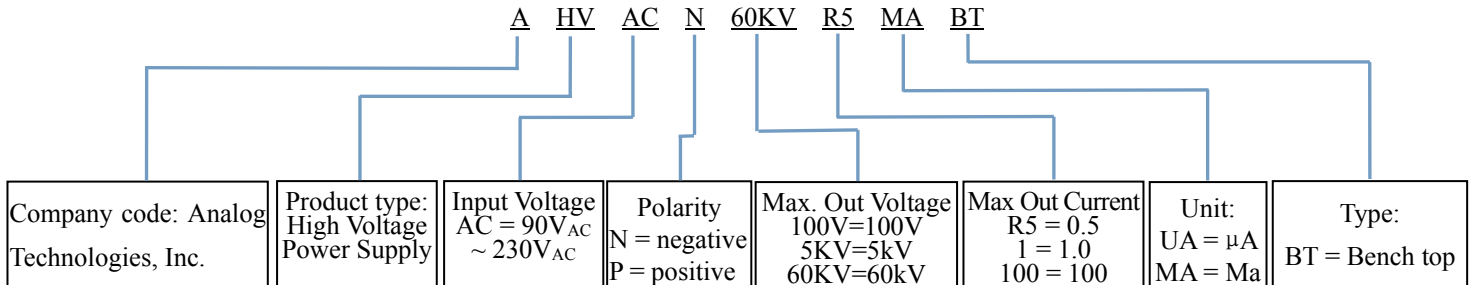 A HV AC N 60KV R5 MA BT
Company code: Analog
Technologies, Inc.
Product type:
High Voltage
Power Supply
Input Voltage
AC = 90VAC
~ 230VAC
Polarity
N = negative
P = positive
Max. Out Voltage
100V=100V
5KV=5kV
60KV=60kV
Max Out Current
R5 = 0.5
1 = 1.0
100 = 100
Unit:
UA = μA
MA = Ma
Type:
BT = Bench top